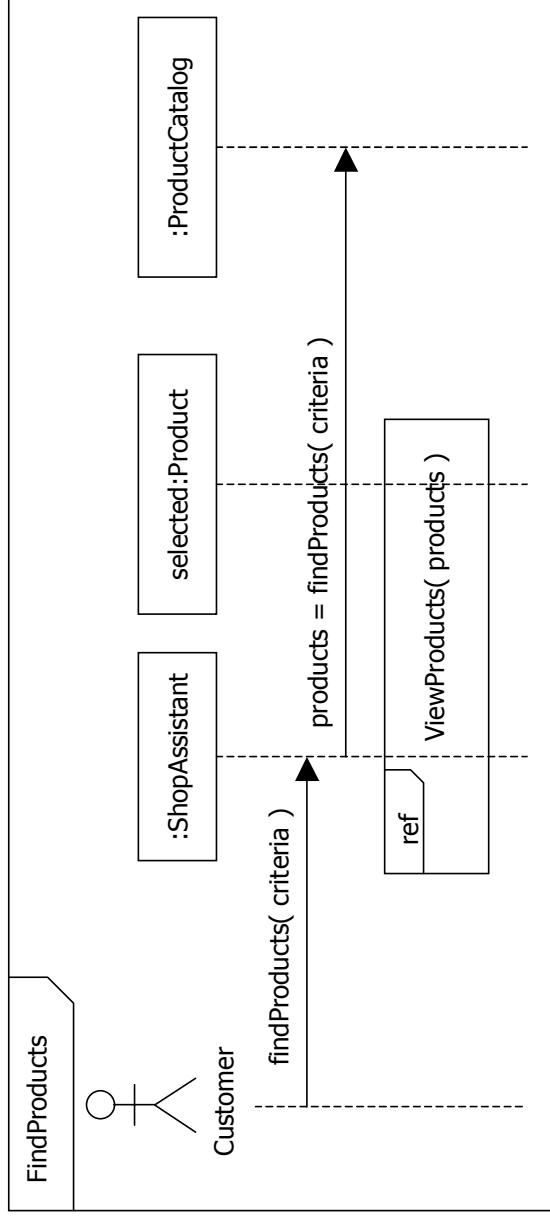 FindProducts
Customer
:ShopAssistant
selected:Product
:ProductCatalog
findProducts( criteria )
products = findProducts( criteria )
ref
ViewProducts( products )